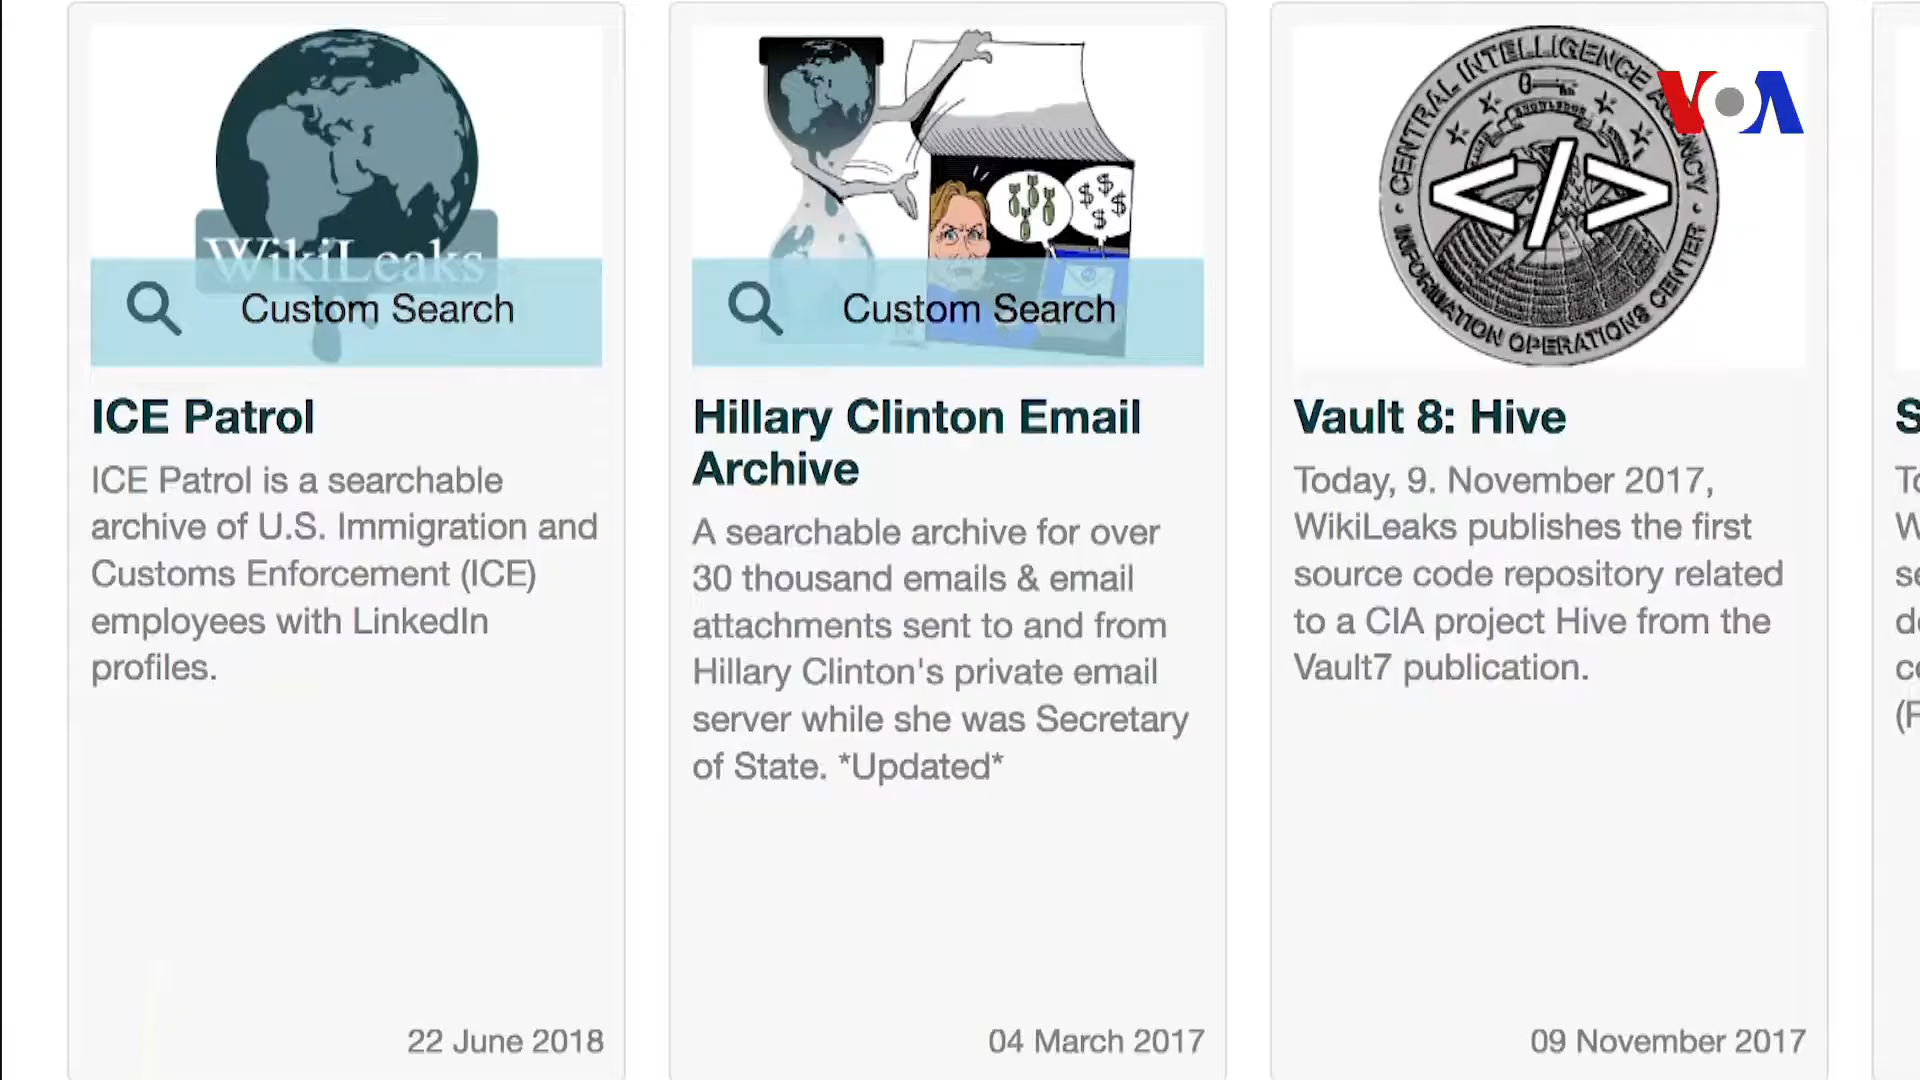 WikiLeaks
Custom Search
ICE Patrol
ICE Patrol is a searchable
archive of U.S. Immigration and
Customs Enforcement (ICE)
employees with LinkedIn
profiles.
22 June 2018
$ $ $ $
Custom Search
Hillary Clinton Email
Archive
A searchable archive for over
30 thousand emails & email
attachments sent to and from
Hillary Clinton's private email
server while she was Secretary
of State. *Updated*
04 March 2017
CENTRAL INTELLIGENCE AGENCY
KNOWLEDGE
</>
INFORMATION OPERATIONS CENTER
VOA
Vault 8: Hive
Today, 9. November 2017,
WikiLeaks publishes the first
source code repository related
to a CIA project Hive from the
Vault7 publication.
09 November 2017